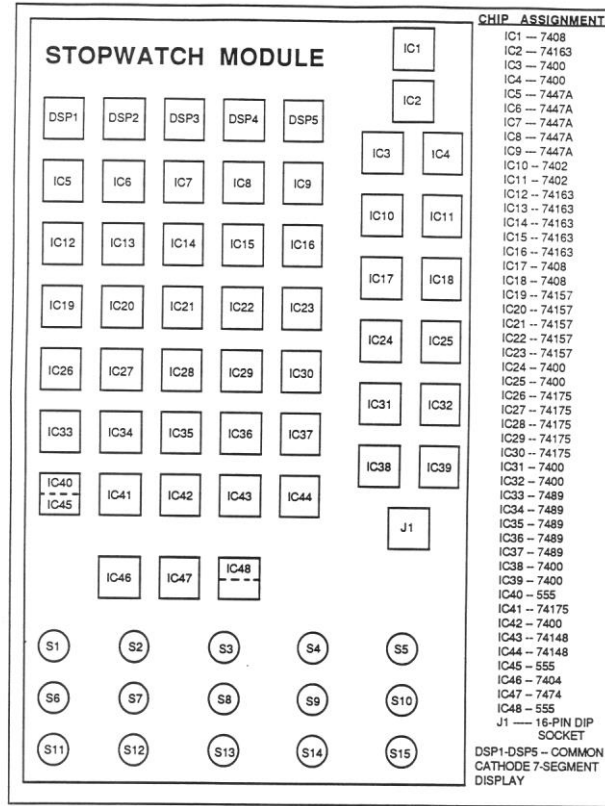 STOPWATCH MODULE
IC1
IC2
DSP1 DSP2 DSP3 DSP4 DSP5
IC3 IC4
IC5 IC6 IC7 IC8 IC9
IC10 IC11
IC12 IC13 IC14 IC15 IC16
IC17 IC18
IC19 IC20 IC21 IC22 IC23
IC24 IC25
IC26 IC27 IC28 IC29 IC30
IC31 IC32
IC33 IC34 IC35 IC36 IC37
IC38 IC39
IC40
IC45
IC41 IC42 IC43 IC44
J1
IC46 IC47 IC48
S1 S2 S3 S4 S5
S6 S7 S8 S9 S10
S11 S12 S13 S14 S15
CHIP ASSIGNMENT
IC1 --- 7408
IC2 --- 74163
IC3 --- 7400
IC4 --- 7400
IC5 --- 7447A
IC6 --- 7447A
IC7 --- 7447A
IC8 --- 7447A
IC9 --- 7447A
IC10 -- 7402
IC11 -- 7402
IC12 -- 74163
IC13 -- 74163
IC14 -- 74163
IC15 -- 74163
IC16 -- 74163
IC17 -- 7408
IC18 -- 7408
IC19 -- 74157
IC20 -- 74157
IC21 -- 74157
IC22 -- 74157
IC23 -- 74157
IC24 -- 7400
IC25 -- 7400
IC26 -- 74175
IC27 -- 74175
IC28 -- 74175
IC29 -- 74175
IC30 -- 74175
IC31 -- 7400
IC32 -- 7400
IC33 -- 7489
IC34 -- 7489
IC35 -- 7489
IC36 -- 7489
IC37 -- 7489
IC38 -- 7400
IC39 -- 7400
IC40 -- 555
IC41 -- 74175
IC42 -- 7400
IC43 -- 74148
IC44 -- 74148
IC45 -- 555
IC46 -- 7404
IC47 -- 7474
IC48 -- 555
J1 ---- 16-PIN DIP
SOCKET
DSP1-DSP5 -- COMMON
CATHODE 7-SEGMENT
DISPLAY